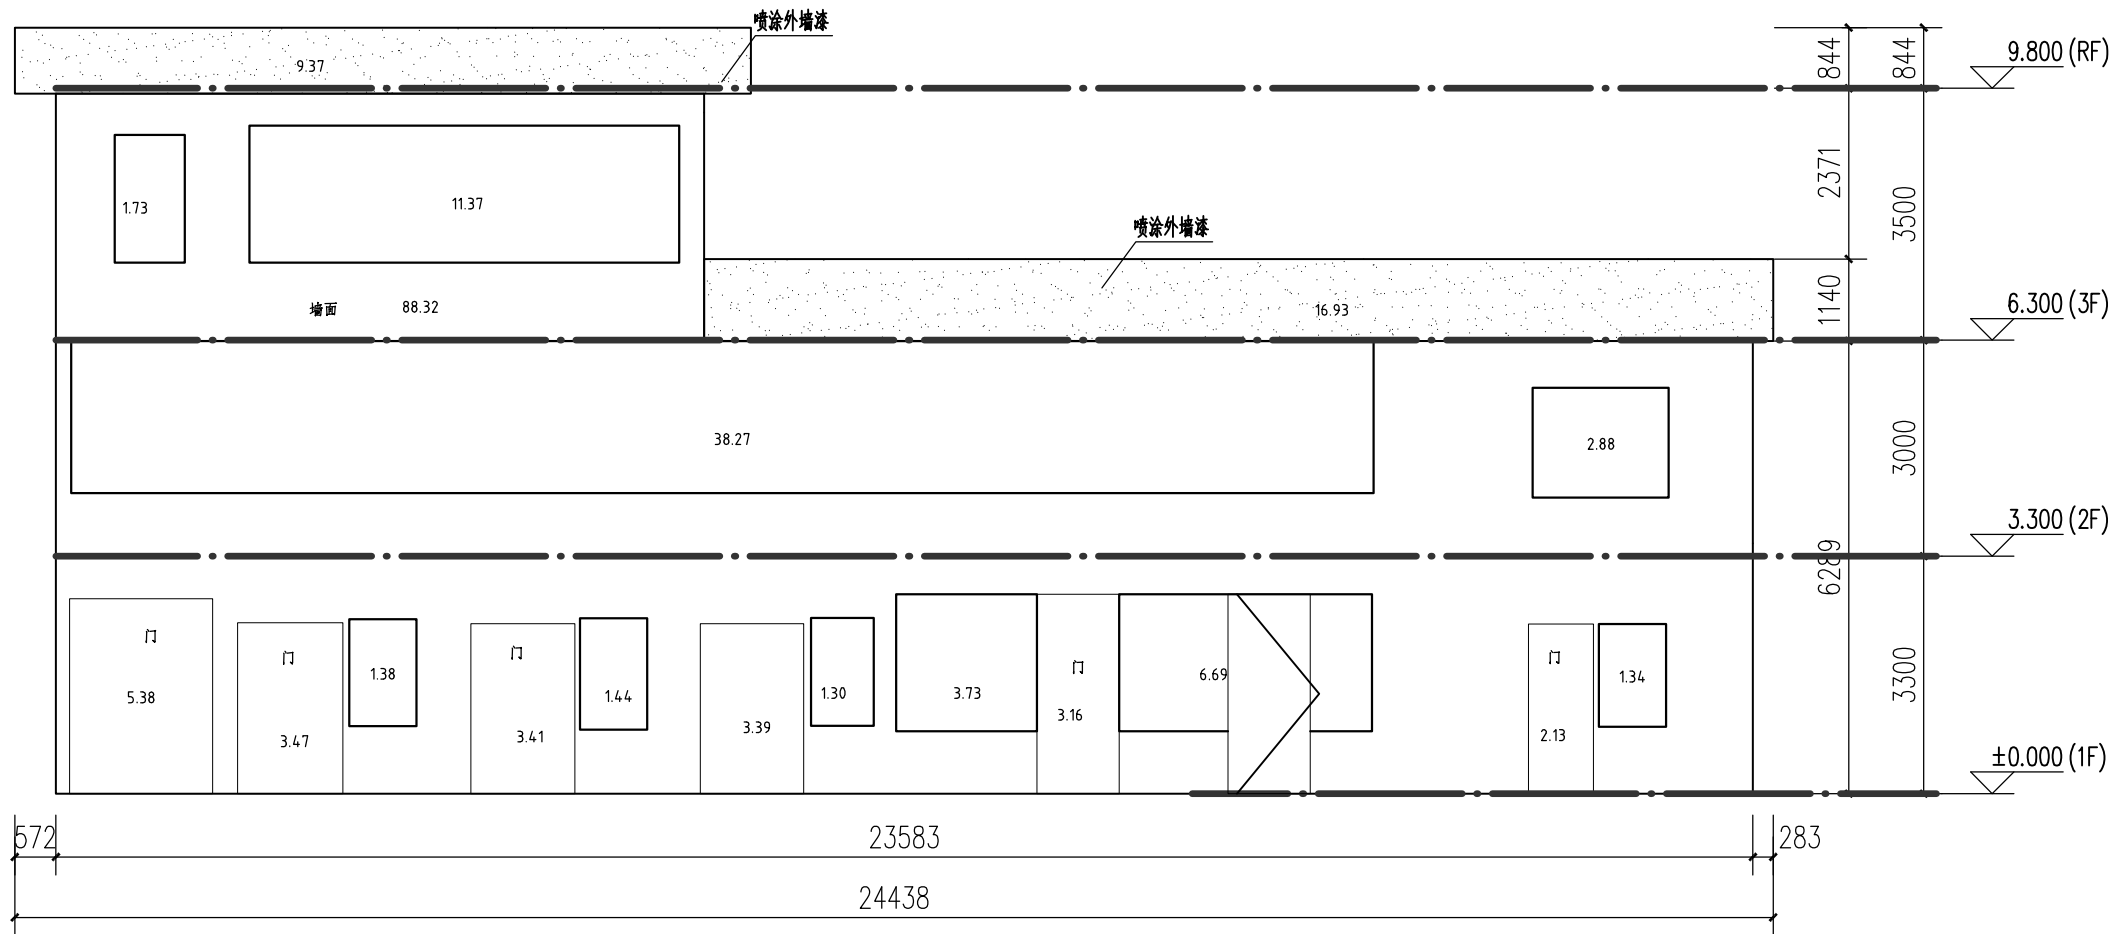 喷涂外墙漆
844
844
9.800 (RF)
9.37
2371
3500
1.73
11.37
喷涂外墙漆
墙面
88.32
16.93
1140
6.300 (3F)
38.27
2.88
3000
3.300 (2F)
6289
门
门
门
门
门
5.38
3.47
1.38
3.41
1.44
3.39
1.30
3.73
3.16
6.69
2.13
1.34
3300
±0.000 (1F)
572
23583
283
24438